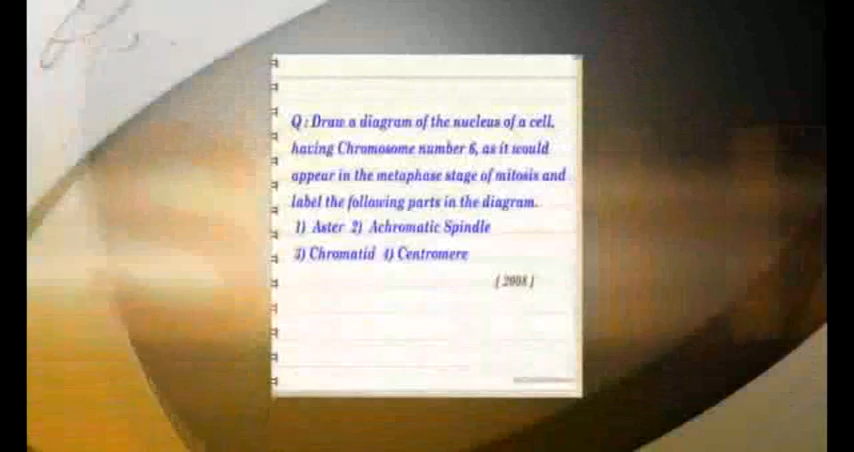 Q : Draw a diagram of the nucleus of a cell,
having Chromosome number 6, as it would
appear in the metaphase stage of mitosis and
label the following parts in the diagram.
1) Aster 2) Achromatic Spindle
3) Chromatid 4) Centromere
[ 2008 ]